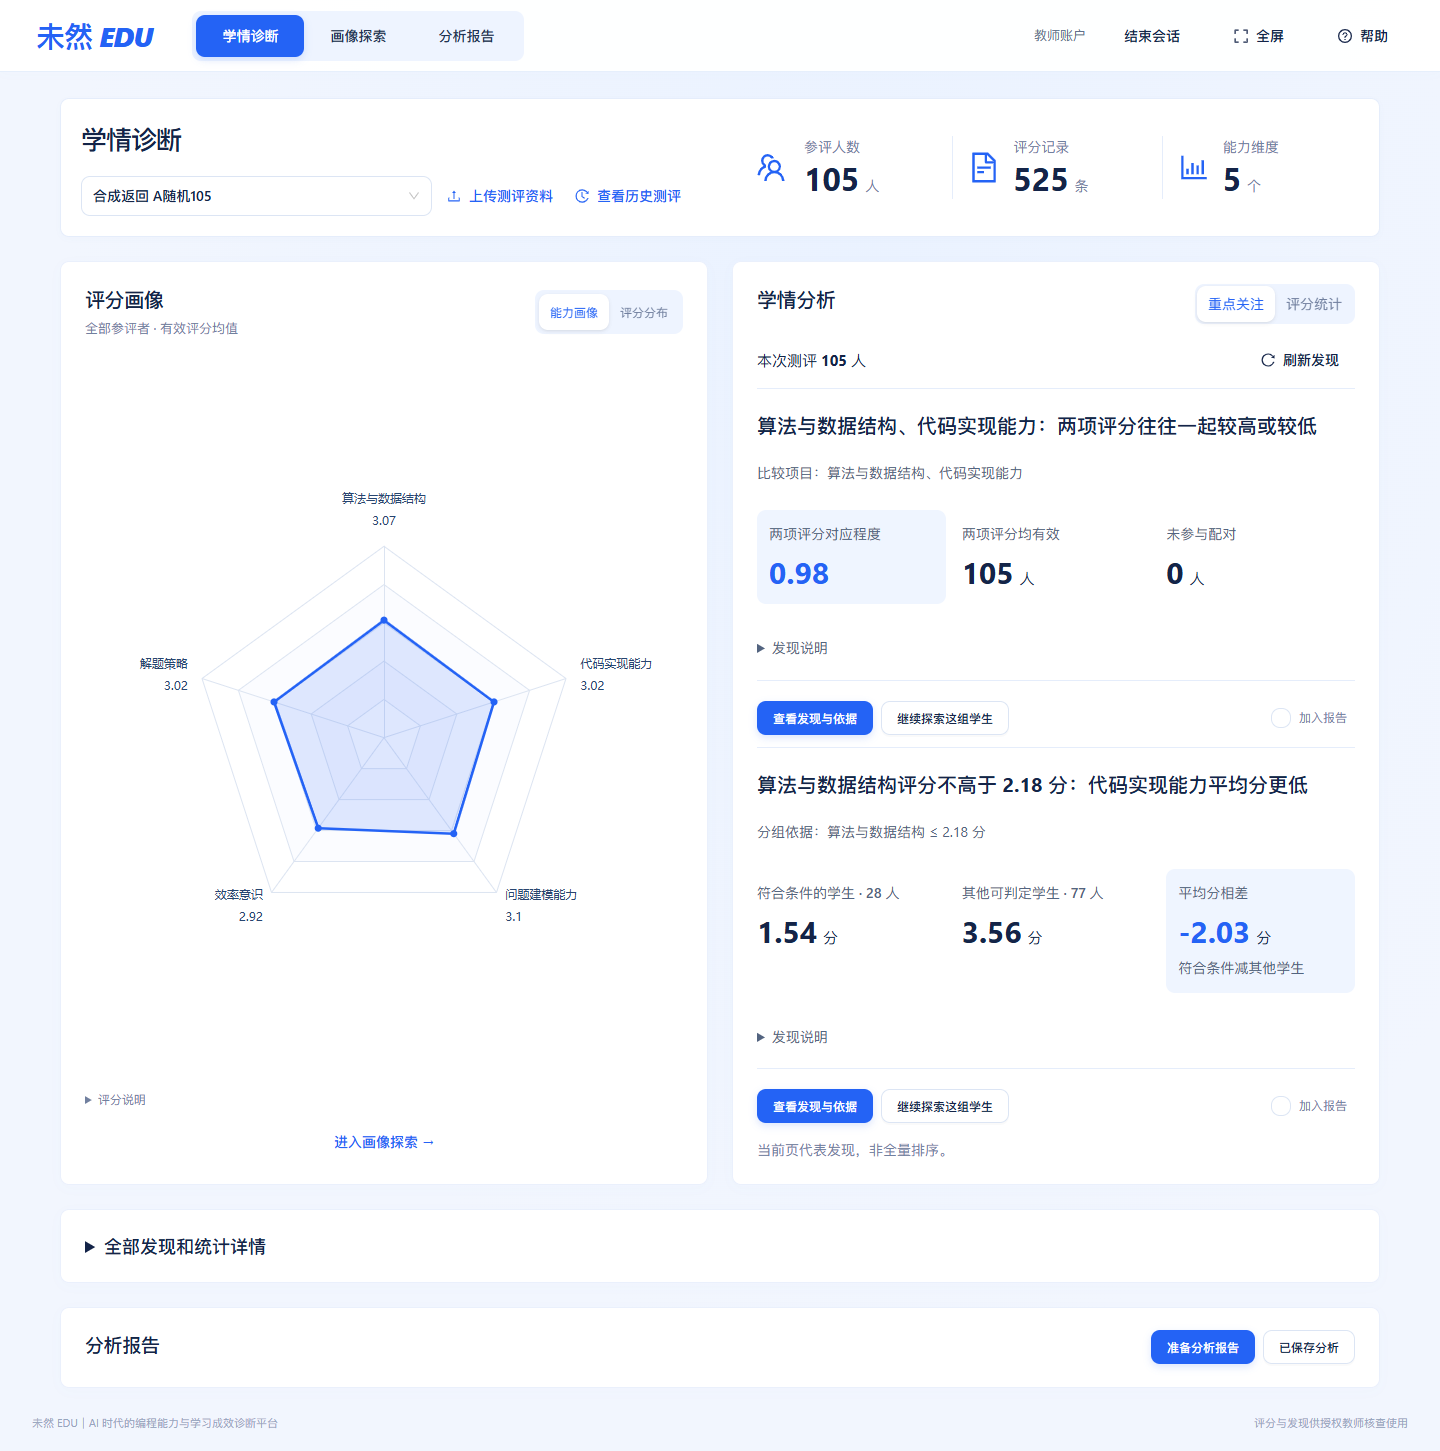 未然 EDU
学情诊断
画像探索
分析报告
教师账户
结束会话
全屏
帮助
学情诊断
合成返回 A随机105
上传测评资料
查看历史测评
参评人数
105 人
评分记录
525 条
能力维度
5 个
评分画像
全部参评者 · 有效评分均值
能力画像
评分分布
算法与数据结构
3.07
解题策略
3.02
代码实现能力
3.02
效率意识
2.92
问题建模能力
3.1
▶ 评分说明
进入画像探索 →
学情分析
重点关注
评分统计
本次测评 105 人
刷新发现
算法与数据结构、代码实现能力：两项评分往往一起较高或较低
比较项目：算法与数据结构、代码实现能力
两项评分对应程度
0.98
两项评分均有效
105 人
未参与配对
0 人
▶ 发现说明
查看发现与依据
继续探索这组学生
加入报告
算法与数据结构评分不高于 2.18 分：代码实现能力平均分更低
分组依据：算法与数据结构 ≤ 2.18 分
符合条件的学生 · 28 人
1.54 分
其他可判定学生 · 77 人
3.56 分
平均分相差
-2.03 分
符合条件减其他学生
▶ 发现说明
查看发现与依据
继续探索这组学生
加入报告
当前页代表发现，非全量排序。
▶ 全部发现和统计详情
分析报告
准备分析报告
已保存分析
未然 EDU｜AI 时代的编程能力与学习成效诊断平台
评分与发现供授权教师核查使用